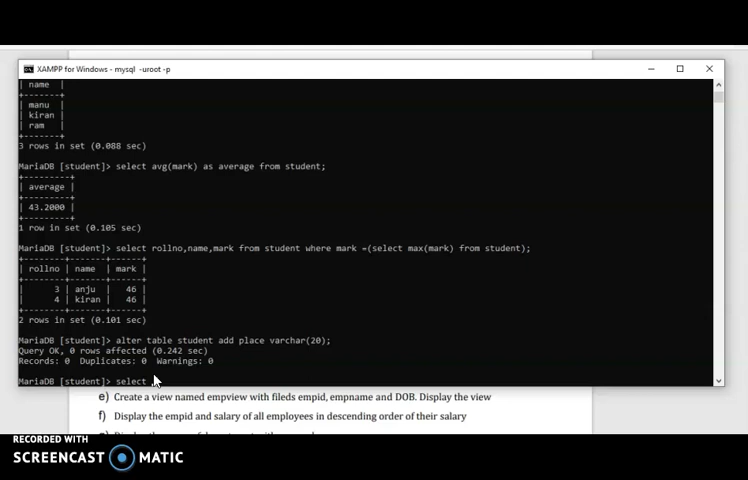 XAMPP for Windows - mysql -uroot -p
| name |
+-------+
| manu |
| kiran |
| ram |
+-------+
3 rows in set (0.088 sec)
MariaDB [student]> select avg(mark) as average from student;
+---------+
| average |
+---------+
| 43.2000 |
+---------+
1 row in set (0.105 sec)
MariaDB [student]> select rollno,name,mark from student where mark =(select max(mark) from student);
+--------+-------+------+
| rollno | name | mark |
+--------+-------+------+
| 3 | anju | 46 |
| 4 | kiran | 46 |
+--------+-------+------+
2 rows in set (0.101 sec)
MariaDB [student]> alter table student add place varchar(20);
Query OK, 0 rows affected (0.242 sec)
Records: 0 Duplicates: 0 Warnings: 0
MariaDB [student]> select
e) Create a view named empview with fileds empid, empname and DOB. Display the view
f) Display the empid and salary of all employees in descending order of their salary
RECORDED WITH
SCREENCAST MATIC